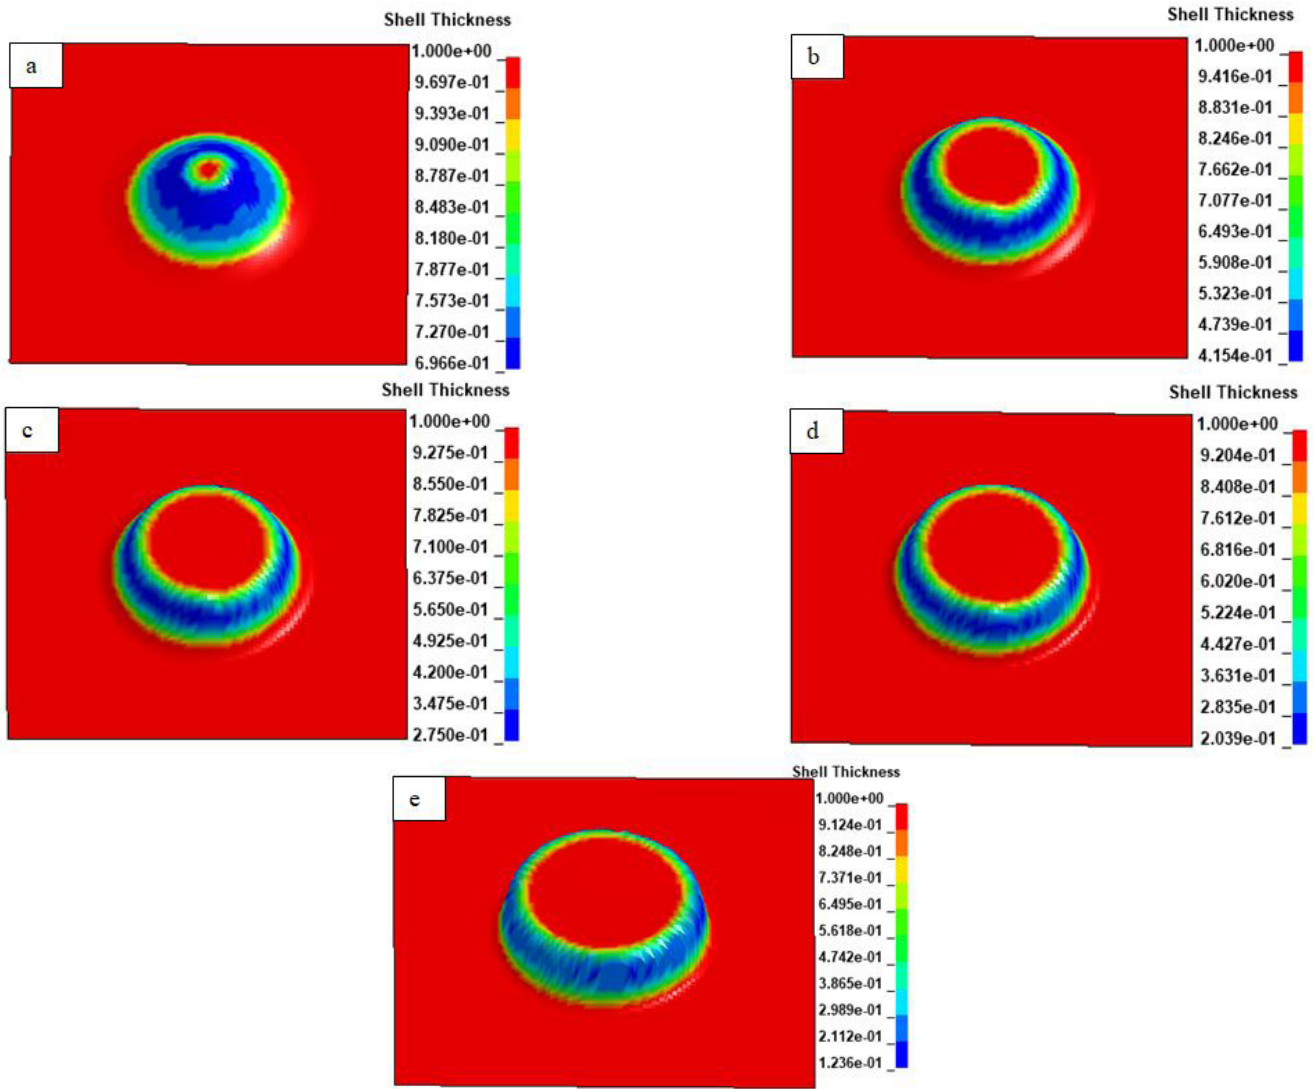 a
Shell Thickness
1.000e+00
9.697e-01
9.393e-01
9.090e-01
8.787e-01
8.483e-01
8.180e-01
7.877e-01
7.573e-01
7.270e-01
6.966e-01
b
Shell Thickness
1.000e+00
9.416e-01
8.831e-01
8.246e-01
7.662e-01
7.077e-01
6.493e-01
5.908e-01
5.323e-01
4.739e-01
4.154e-01
c
Shell Thickness
1.000e+00
9.275e-01
8.550e-01
7.825e-01
7.100e-01
6.375e-01
5.650e-01
4.925e-01
4.200e-01
3.475e-01
2.750e-01
d
Shell Thickness
1.000e+00
9.204e-01
8.408e-01
7.612e-01
6.816e-01
6.020e-01
5.224e-01
4.427e-01
3.631e-01
2.835e-01
2.039e-01
e
Shell Thickness
1.000e+00
9.124e-01
8.248e-01
7.371e-01
6.495e-01
5.618e-01
4.742e-01
3.865e-01
2.989e-01
2.112e-01
1.236e-01